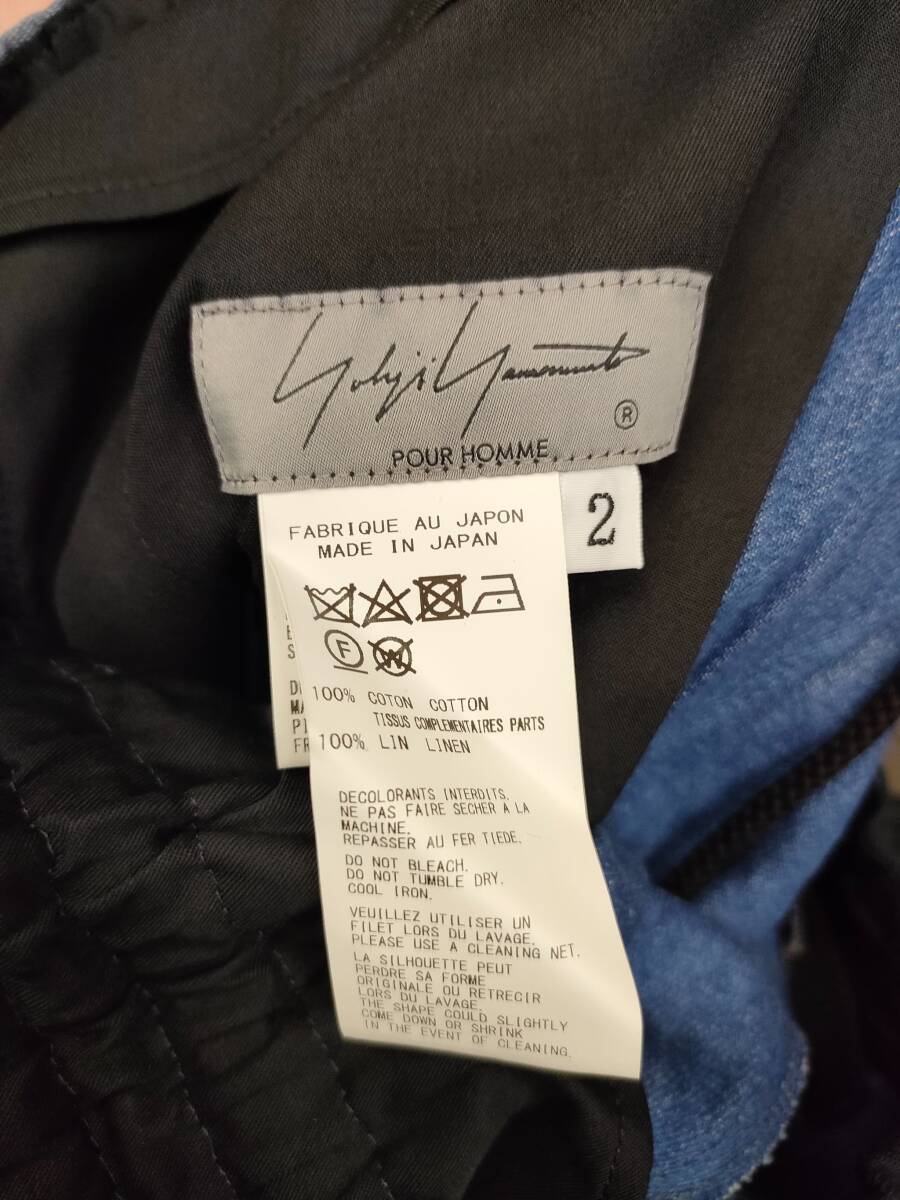 Yohji Yamamoto
®
POUR HOMME
2
FABRIQUE AU JAPON
MADE IN JAPAN
F
W
100% COTON COTTON
TISSUS COMPLEMENTAIRES PARTS
100% LIN LINEN
DECOLORANTS INTERDITS.
NE PAS FAIRE SECHER A LA
MACHINE.
REPASSER AU FER TIEDE.
DO NOT BLEACH.
DO NOT TUMBLE DRY.
COOL IRON.
VEUILLEZ UTILISER UN
FILET LORS DU LAVAGE.
PLEASE USE A CLEANING NET.
LA SILHOUETTE PEUT
PERDRE SA FORME
ORIGINALE OU RETRECIR
LORS DU LAVAGE.
THE SHAPE COULD SLIGHTLY
COME DOWN OR SHRINK
IN THE EVENT OF CLEANING.